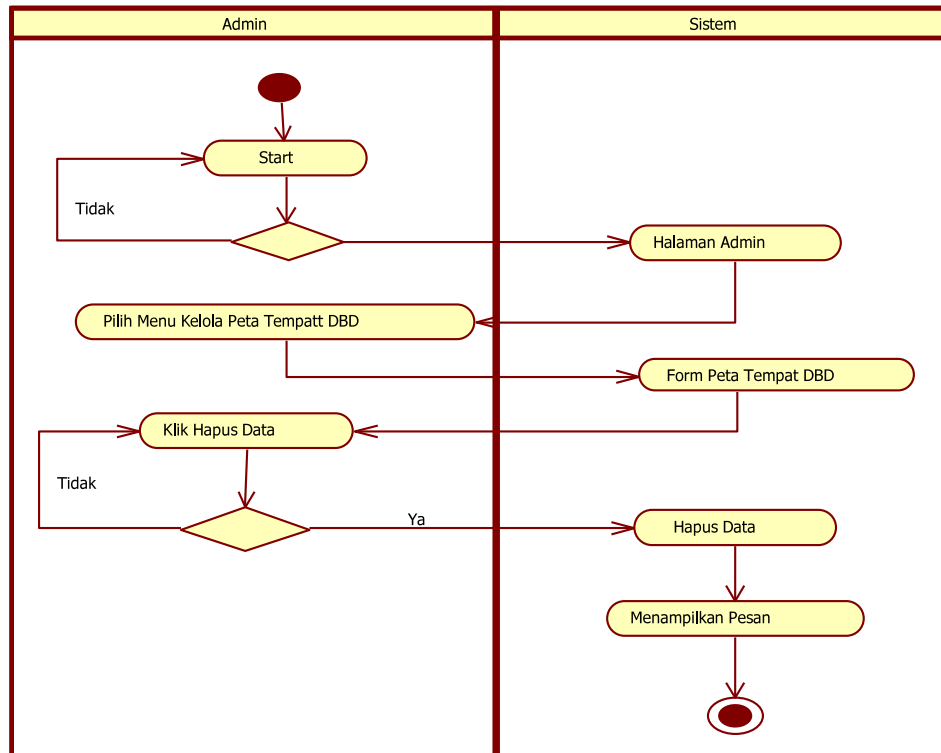 Admin
Sistem
Start
Tidak
Halaman Admin
Pilih Menu Kelola Peta Tempatt DBD
Form Peta Tempat DBD
Klik Hapus Data
Tidak
Ya
Hapus Data
Menampilkan Pesan